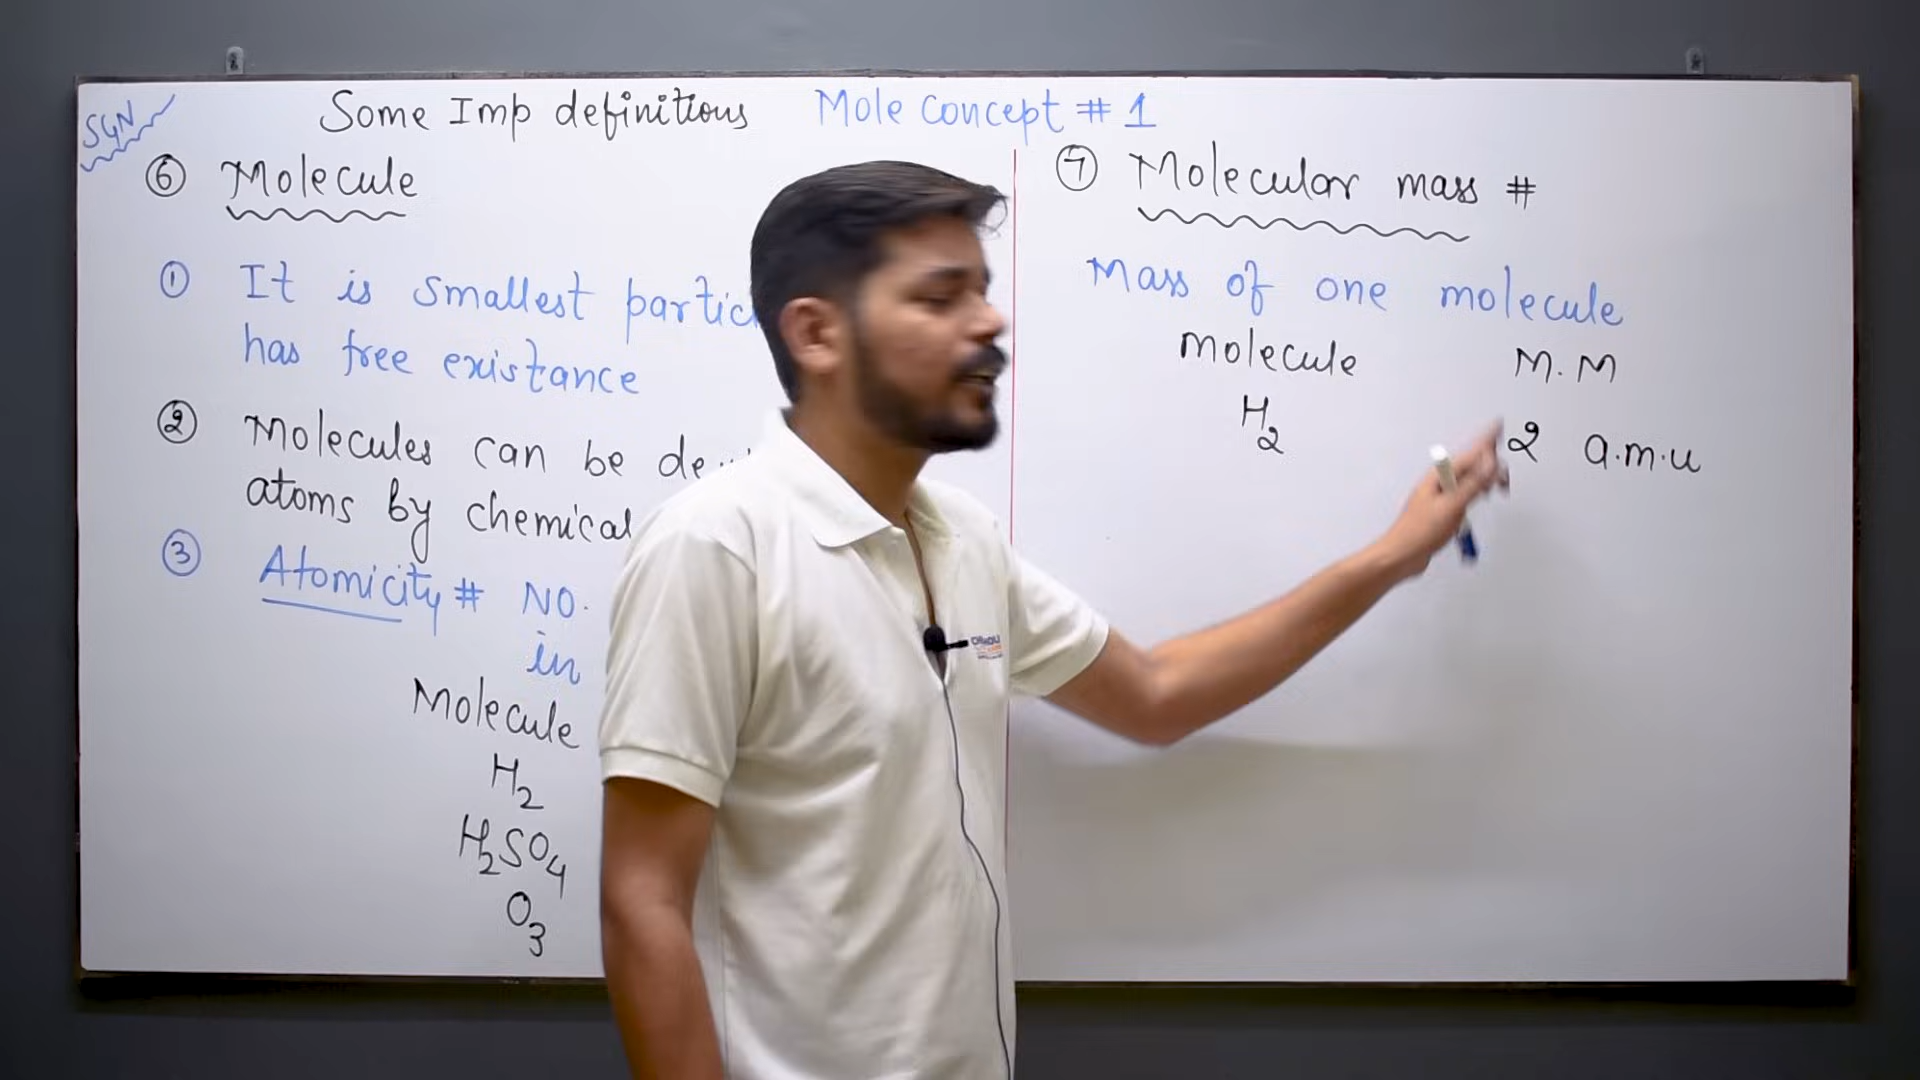 SGN
Some Imp definitions Mole concept # 1
⑥ Molecule
① It is smallest
has free existance
② Molecules can be
atoms by chemical
③ Atomicity # NO.
in
Molecule
H₂
H₂SO₄
O₃
⑦ Molecular mass #
Mass of one molecule
molecule M.M
H₂ 2 a.m.u